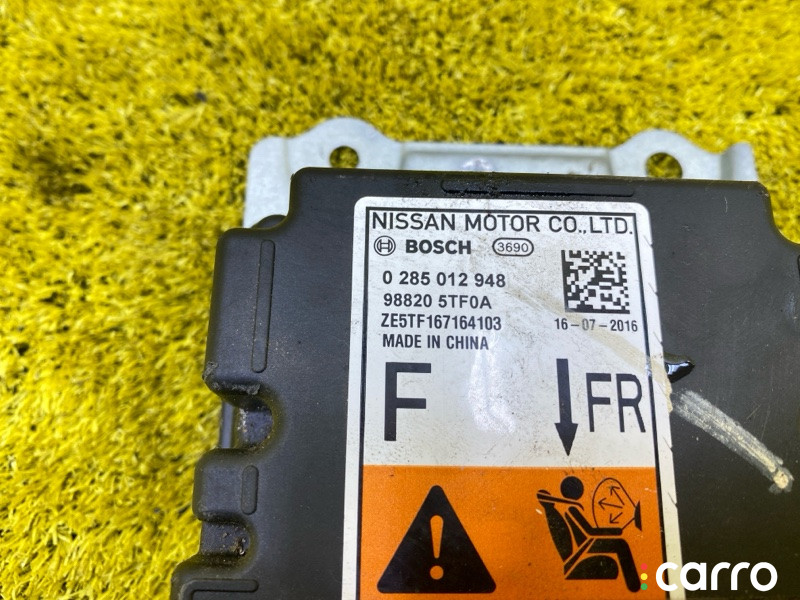 NISSAN MOTOR CO.,LTD.
BOSCH 3690
0 285 012 948
98820 5TF0A
ZE5TF167164103 16-07-2016
MADE IN CHINA
F FR
carro